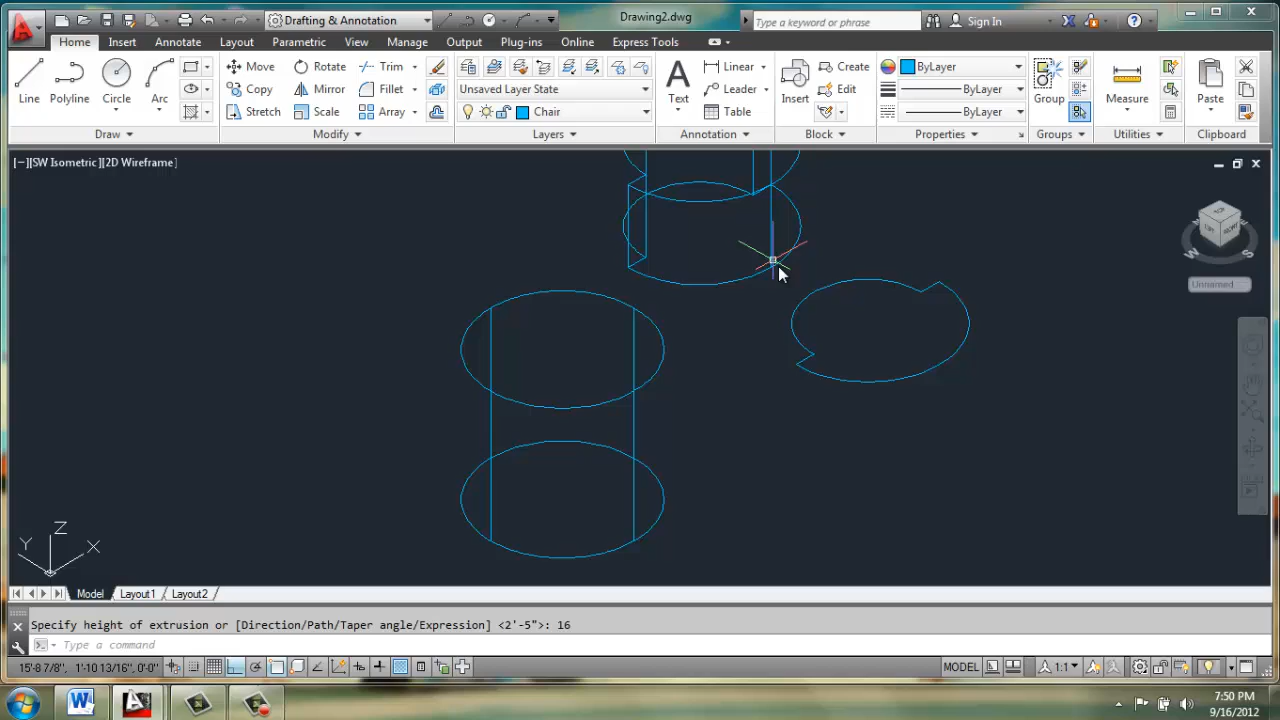 Drafting & Annotation
Drawing2.dwg
Type a keyword or phrase
Sign In
Home Insert Annotate Layout Parametric View Manage Output Plug-ins Online Express Tools
Line
Polyline
Circle
Arc
Move
Rotate
Trim
Copy
Mirror
Fillet
Stretch
Scale
Array
Unsaved Layer State
Chair
Text
Linear
Leader
Table
Insert
Create
Edit
ByLayer
ByLayer
ByLayer
Group
Measure
Paste
Draw
Modify
Layers
Annotation
Block
Properties
Groups
Utilities
Clipboard
[−][SW Isometric][2D Wireframe]
FRONT
W
S
Unnamed
Z
Y
X
Model Layout1 Layout2
Specify height of extrusion or [Direction/Path/Taper angle/Expression] <2'-5">: 16
Type a command
15'-8 7/8", 1'-10 13/16", 0'-0"
MODEL
1:1
7:50 PM
9/16/2012